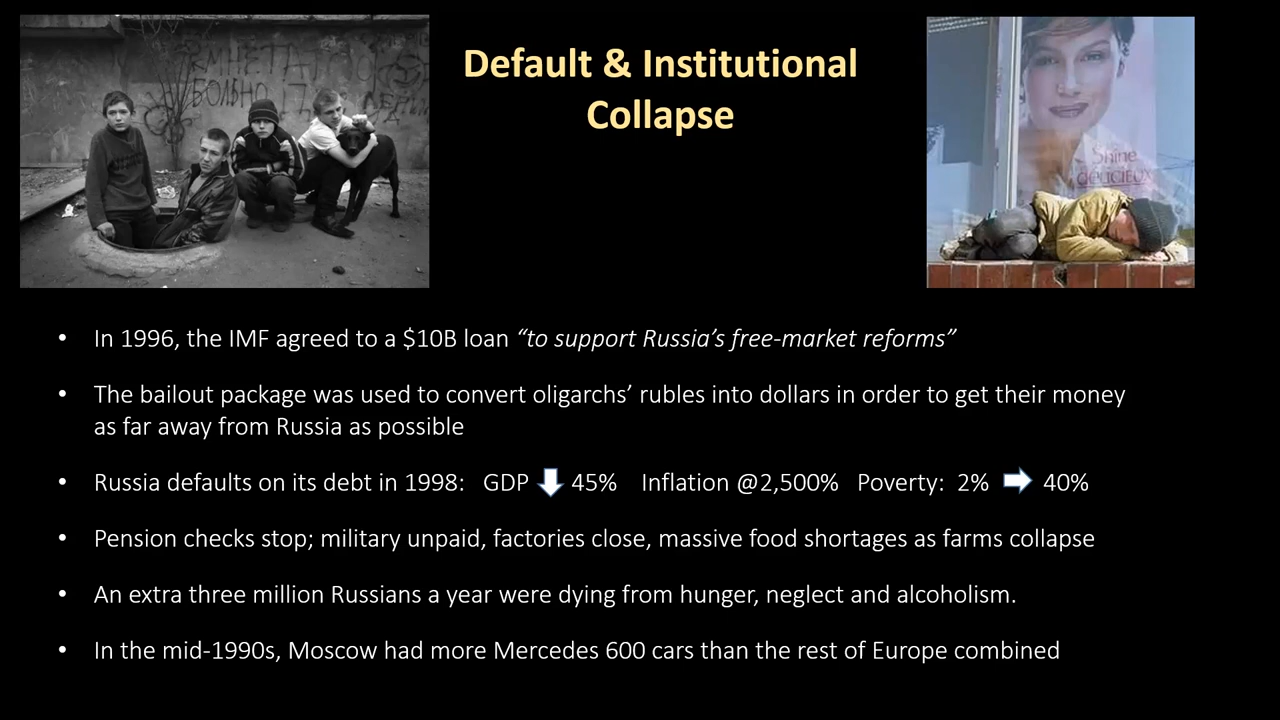 МНЕТ
БОЛЬНО
17
Default & Institutional
Collapse
Shine
DÉLICIEUX
• In 1996, the IMF agreed to a $10B loan “to support Russia’s free-market reforms”
• The bailout package was used to convert oligarchs’ rubles into dollars in order to get their money
as far away from Russia as possible
• Russia defaults on its debt in 1998: GDP ⬇ 45% Inflation @2,500% Poverty: 2% ➡ 40%
• Pension checks stop; military unpaid, factories close, massive food shortages as farms collapse
• An extra three million Russians a year were dying from hunger, neglect and alcoholism.
• In the mid-1990s, Moscow had more Mercedes 600 cars than the rest of Europe combined